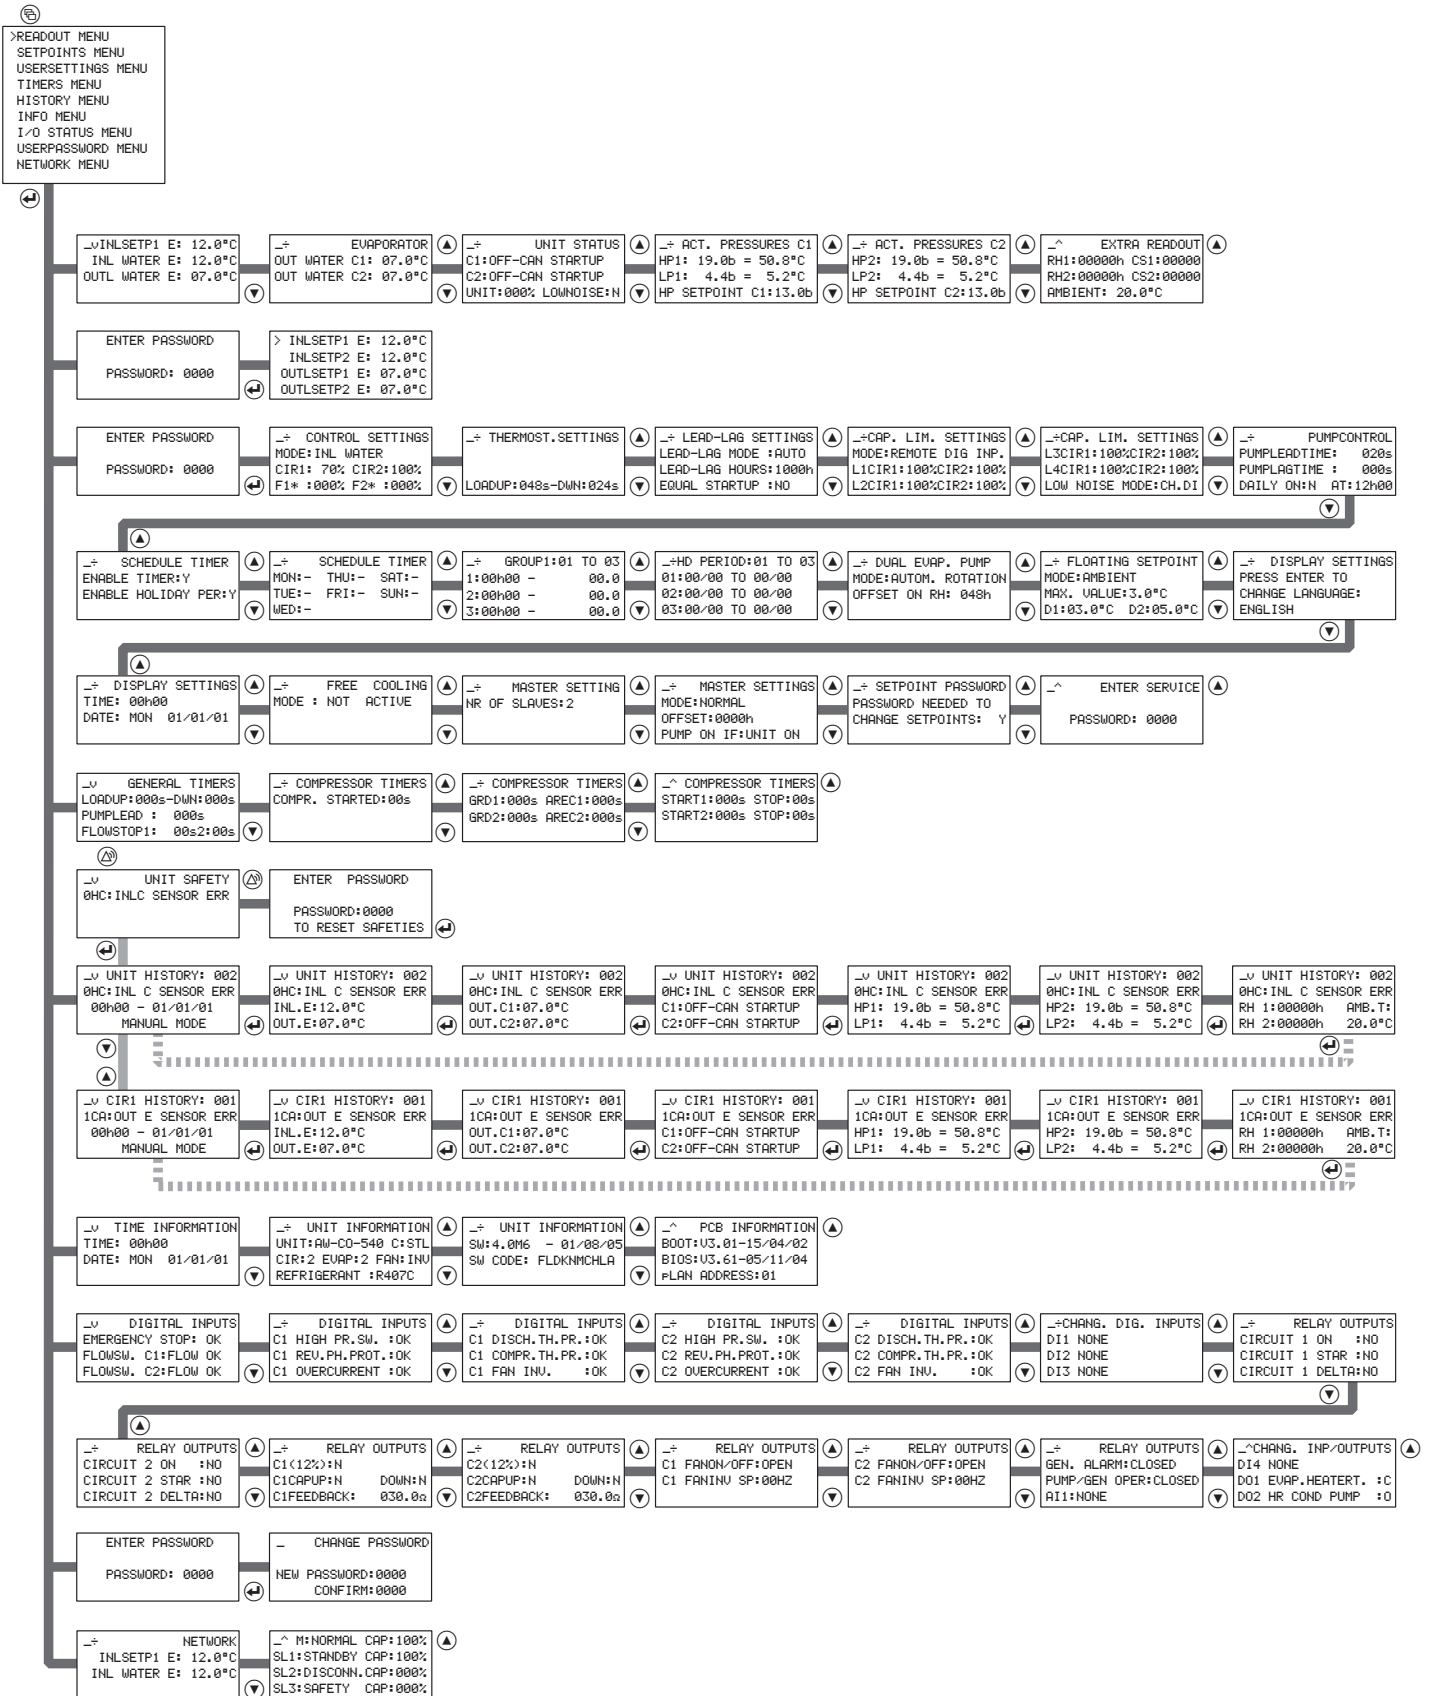 >READOUT MENU
SETPOINTS MENU
USERSETTINGS MENU
TIMERS MENU
HISTORY MENU
INFO MENU
I/O STATUS MENU
USERPASSWORD MENU
NETWORK MENU
_vINLSETP1 E: 12.0°C
INL WATER E: 12.0°C
OUTL WATER E: 07.0°C
_÷ EVAPORATOR
OUT WATER C1: 07.0°C
OUT WATER C2: 07.0°C
_÷ UNIT STATUS
C1:OFF-CAN STARTUP
C2:OFF-CAN STARTUP
UNIT:000% LOWNOISE:N
_÷ ACT. PRESSURES C1
HP1: 19.0b = 50.8°C
LP1: 4.4b = 5.2°C
HP SETPOINT C1:13.0b
_÷ ACT. PRESSURES C2
HP2: 19.0b = 50.8°C
LP2: 4.4b = 5.2°C
HP SETPOINT C2:13.0b
_^ EXTRA READOUT
RH1:00000h CS1:00000
RH2:00000h CS2:00000
AMBIENT: 20.0°C
ENTER PASSWORD
PASSWORD: 0000
> INLSETP1 E: 12.0°C
INLSETP2 E: 12.0°C
OUTLSETP1 E: 07.0°C
OUTLSETP2 E: 07.0°C
ENTER PASSWORD
PASSWORD: 0000
_÷ CONTROL SETTINGS
MODE:INL WATER
CIR1: 70% CIR2:100%
F1* :000% F2* :000%
_÷ THERMOST.SETTINGS
LOADUP:048s-DWN:024s
_÷ LEAD-LAG SETTINGS
LEAD-LAG MODE :AUTO
LEAD-LAG HOURS:1000h
EQUAL STARTUP :NO
_÷CAP. LIM. SETTINGS
MODE:REMOTE DIG INP.
L1CIR1:100%CIR2:100%
L2CIR1:100%CIR2:100%
_÷CAP. LIM. SETTINGS
L3CIR1:100%CIR2:100%
L4CIR1:100%CIR2:100%
LOW NOISE MODE:CH.DI
_÷ PUMPCONTROL
PUMPLEADTIME: 020s
PUMPLAGTIME : 000s
DAILY ON:N AT:12h00
_÷ SCHEDULE TIMER
ENABLE TIMER:Y
ENABLE HOLIDAY PER:Y
_÷ SCHEDULE TIMER
MON:- THU:- SAT:-
TUE:- FRI:- SUN:-
WED:-
_÷ GROUP1:01 TO 03
1:00h00 - 00.0
2:00h00 - 00.0
3:00h00 - 00.0
_÷HD PERIOD:01 TO 03
01:00/00 TO 00/00
02:00/00 TO 00/00
03:00/00 TO 00/00
_÷ DUAL EVAP. PUMP
MODE:AUTOM. ROTATION
OFFSET ON RH: 048h
_÷ FLOATING SETPOINT
MODE:AMBIENT
MAX. VALUE:3.0°C
D1:03.0°C D2:05.0°C
_÷ DISPLAY SETTINGS
PRESS ENTER TO
CHANGE LANGUAGE:
ENGLISH
_÷ DISPLAY SETTINGS
TIME: 00h00
DATE: MON 01/01/01
_÷ FREE COOLING
MODE : NOT ACTIVE
_÷ MASTER SETTING
NR OF SLAVES:2
_÷ MASTER SETTINGS
MODE:NORMAL
OFFSET:0000h
PUMP ON IF:UNIT ON
_÷ SETPOINT PASSWORD
PASSWORD NEEDED TO
CHANGE SETPOINTS: Y
_^ ENTER SERVICE
PASSWORD: 0000
_v GENERAL TIMERS
LOADUP:000s-DWN:000s
PUMPLEAD : 000s
FLOWSTOP1: 00s2:00s
_÷ COMPRESSOR TIMERS
COMPR. STARTED:00s
_÷ COMPRESSOR TIMERS
GRD1:000s AREC1:000s
GRD2:000s AREC2:000s
_^ COMPRESSOR TIMERS
START1:000s STOP:00s
START2:000s STOP:00s
_v UNIT SAFETY
0HC:INLC SENSOR ERR
ENTER PASSWORD
PASSWORD:0000
TO RESET SAFETIES
_v UNIT HISTORY: 002
0HC:INL C SENSOR ERR
00h00 - 01/01/01
MANUAL MODE
_v UNIT HISTORY: 002
0HC:INL C SENSOR ERR
INL.E:12.0°C
OUT.E:07.0°C
_v UNIT HISTORY: 002
0HC:INL C SENSOR ERR
OUT.C1:07.0°C
OUT.C2:07.0°C
_v UNIT HISTORY: 002
0HC:INL C SENSOR ERR
C1:OFF-CAN STARTUP
C2:OFF-CAN STARTUP
_v UNIT HISTORY: 002
0HC:INL C SENSOR ERR
HP1: 19.0b = 50.8°C
LP1: 4.4b = 5.2°C
_v UNIT HISTORY: 002
0HC:INL C SENSOR ERR
HP2: 19.0b = 50.8°C
LP2: 4.4b = 5.2°C
_v UNIT HISTORY: 002
0HC:INL C SENSOR ERR
RH 1:00000h AMB.T:
RH 2:00000h 20.0°C
_v CIR1 HISTORY: 001
1CA:OUT E SENSOR ERR
00h00 - 01/01/01
MANUAL MODE
_v CIR1 HISTORY: 001
1CA:OUT E SENSOR ERR
INL.E:12.0°C
OUT.E:07.0°C
_v CIR1 HISTORY: 001
1CA:OUT E SENSOR ERR
OUT.C1:07.0°C
OUT.C2:07.0°C
_v CIR1 HISTORY: 001
1CA:OUT E SENSOR ERR
C1:OFF-CAN STARTUP
C2:OFF-CAN STARTUP
_v CIR1 HISTORY: 001
1CA:OUT E SENSOR ERR
HP1: 19.0b = 50.8°C
LP1: 4.4b = 5.2°C
_v CIR1 HISTORY: 001
1CA:OUT E SENSOR ERR
HP2: 19.0b = 50.8°C
LP2: 4.4b = 5.2°C
_v CIR1 HISTORY: 001
1CA:OUT E SENSOR ERR
RH 1:00000h AMB.T:
RH 2:00000h 20.0°C
_v TIME INFORMATION
TIME: 00h00
DATE: MON 01/01/01
_÷ UNIT INFORMATION
UNIT:AW-CO-540 C:STL
CIR:2 EVAP:2 FAN:INV
REFRIGERANT :R407C
_÷ UNIT INFORMATION
SW:4.0M6 - 01/08/05
SW CODE: FLDKNMCHLA
_^ PCB INFORMATION
BOOT:V3.01-15/04/02
BIOS:V3.61-05/11/04
pLAN ADDRESS:01
_v DIGITAL INPUTS
EMERGENCY STOP: OK
FLOWSW. C1:FLOW OK
FLOWSW. C2:FLOW OK
_÷ DIGITAL INPUTS
C1 HIGH PR.SW. :OK
C1 REV.PH.PROT.:OK
C1 OVERCURRENT :OK
_÷ DIGITAL INPUTS
C1 DISCH.TH.PR.:OK
C1 COMPR.TH.PR.:OK
C1 FAN INV. :OK
_÷ DIGITAL INPUTS
C2 HIGH PR.SW. :OK
C2 REV.PH.PROT.:OK
C2 OVERCURRENT :OK
_÷ DIGITAL INPUTS
C2 DISCH.TH.PR.:OK
C2 COMPR.TH.PR.:OK
C2 FAN INV. :OK
_÷CHANG. DIG. INPUTS
DI1 NONE
DI2 NONE
DI3 NONE
_÷ RELAY OUTPUTS
CIRCUIT 1 ON :NO
CIRCUIT 1 STAR :NO
CIRCUIT 1 DELTA:NO
_÷ RELAY OUTPUTS
CIRCUIT 2 ON :NO
CIRCUIT 2 STAR :NO
CIRCUIT 2 DELTA:NO
_÷ RELAY OUTPUTS
C1(12%):N
C1CAPUP:N DOWN:N
C1FEEDBACK: 030.0Ω
_÷ RELAY OUTPUTS
C2(12%):N
C2CAPUP:N DOWN:N
C2FEEDBACK: 030.0Ω
_÷ RELAY OUTPUTS
C1 FANON/OFF:OPEN
C1 FANINV SP:00HZ
_÷ RELAY OUTPUTS
C2 FANON/OFF:OPEN
C2 FANINV SP:00HZ
_÷ RELAY OUTPUTS
GEN. ALARM:CLOSED
PUMP/GEN OPER:CLOSED
AI1:NONE
_^CHANG. INP/OUTPUTS
DI4 NONE
DO1 EVAP.HEATERT. :C
DO2 HR COND PUMP :O
ENTER PASSWORD
PASSWORD: 0000
_ CHANGE PASSWORD
NEW PASSWORD:0000
CONFIRM:0000
_÷ NETWORK
INLSETP1 E: 12.0°C
INL WATER E: 12.0°C
_^ M:NORMAL CAP:100%
SL1:STANDBY CAP:100%
SL2:DISCONN.CAP:000%
SL3:SAFETY CAP:000%